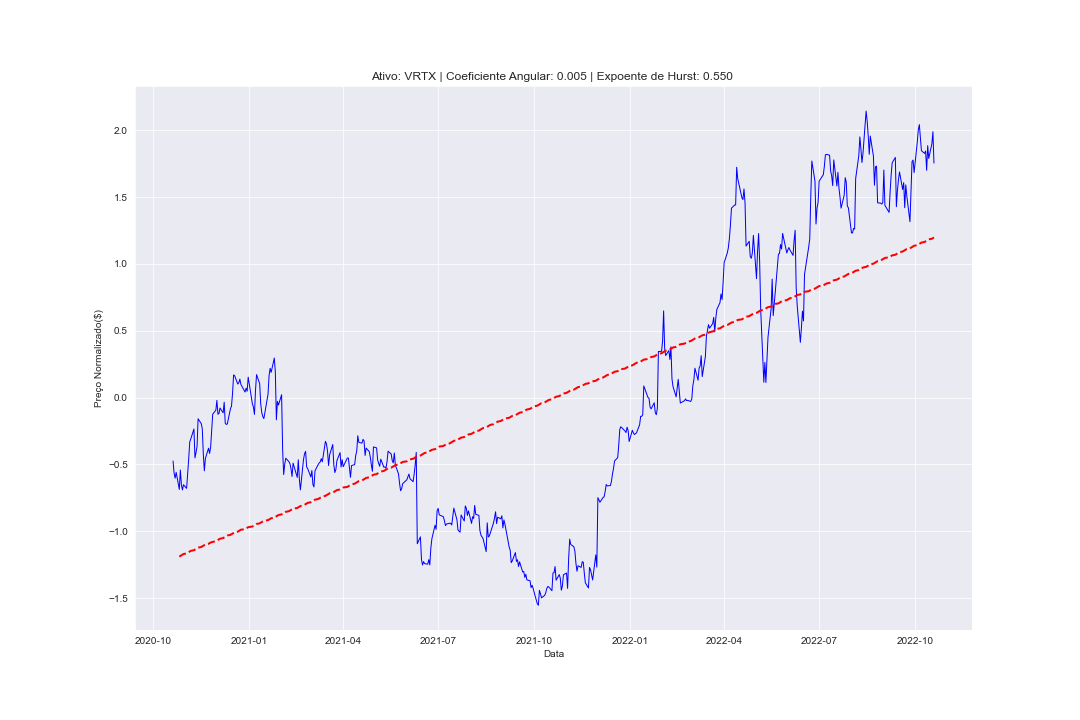 Ativo: VRTX | Coeficiente Angular: 0.005 | Expoente de Hurst: 0.550
2.0
1.5
1.0
0.5
0.0
−0.5
−1.0
−1.5
Preço Normalizado($)
2020-10 2021-01 2021-04 2021-07 2021-10 2022-01 2022-04 2022-07 2022-10
Data